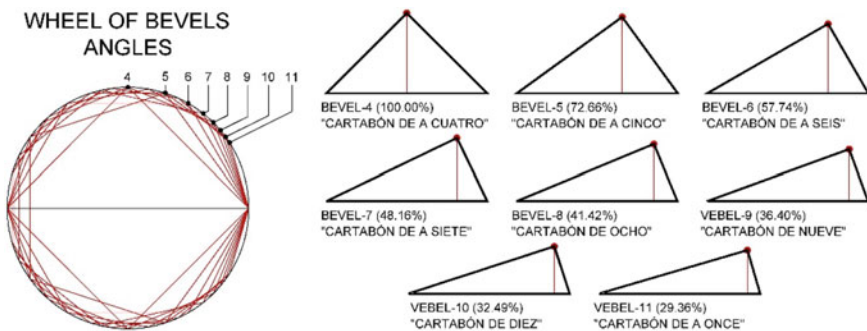 WHEEL OF BEVELS
ANGLES
4 5 6 7 8 9 10 11
BEVEL-4 (100.00%)
"CARTABÓN DE A CUATRO"
BEVEL-5 (72.66%)
"CARTABÓN DE A CINCO"
BEVEL-6 (57.74%)
"CARTABÓN DE A SEIS"
BEVEL-7 (48.16%)
"CARTABÓN DE A SIETE"
BEVEL-8 (41.42%)
"CARTABÓN DE OCHO"
VEBEL-9 (36.40%)
"CARTABÓN DE NUEVE"
VEBEL-10 (32.49%)
"CARTABÓN DE DIEZ"
VEBEL-11 (29.36%)
"CARTABÓN DE A ONCE"